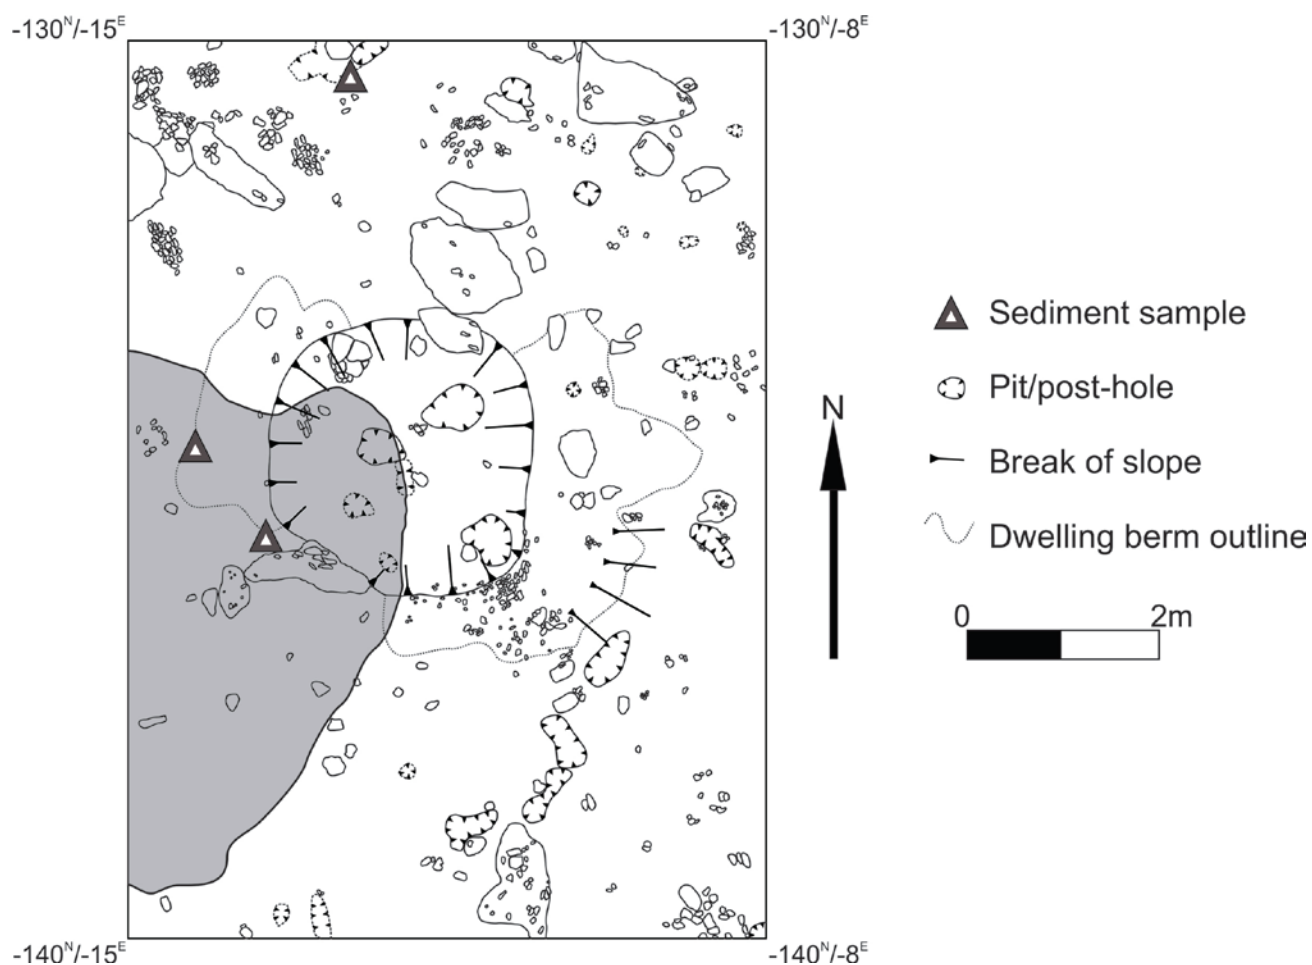 -130N/-15E
-130N/-8E
Sediment sample
Pit/post-hole
N
Break of slope
Dwelling berm outline
0 2m
-140N/-15E
-140N/-8E